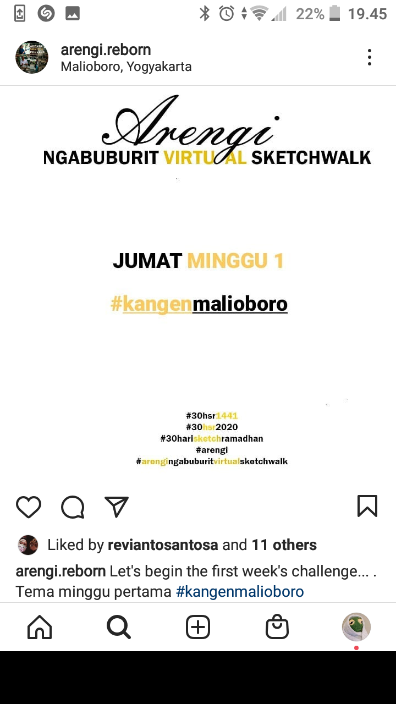 22% 19.45
arengi.reborn
Malioboro, Yogyakarta
Arengi
NGABUBURIT VIRTUAL SKETCHWALK
JUMAT MINGGU 1
#kangenmalioboro
#30hsr1441
#30hsr2020
#30harisketchramadhan
#arengi
#arengingabuburitvirtualsketchwalk
Liked by reviantosantosa and 11 others
arengi.reborn Let's begin the first week's challenge... .
Tema minggu pertama #kangenmalioboro